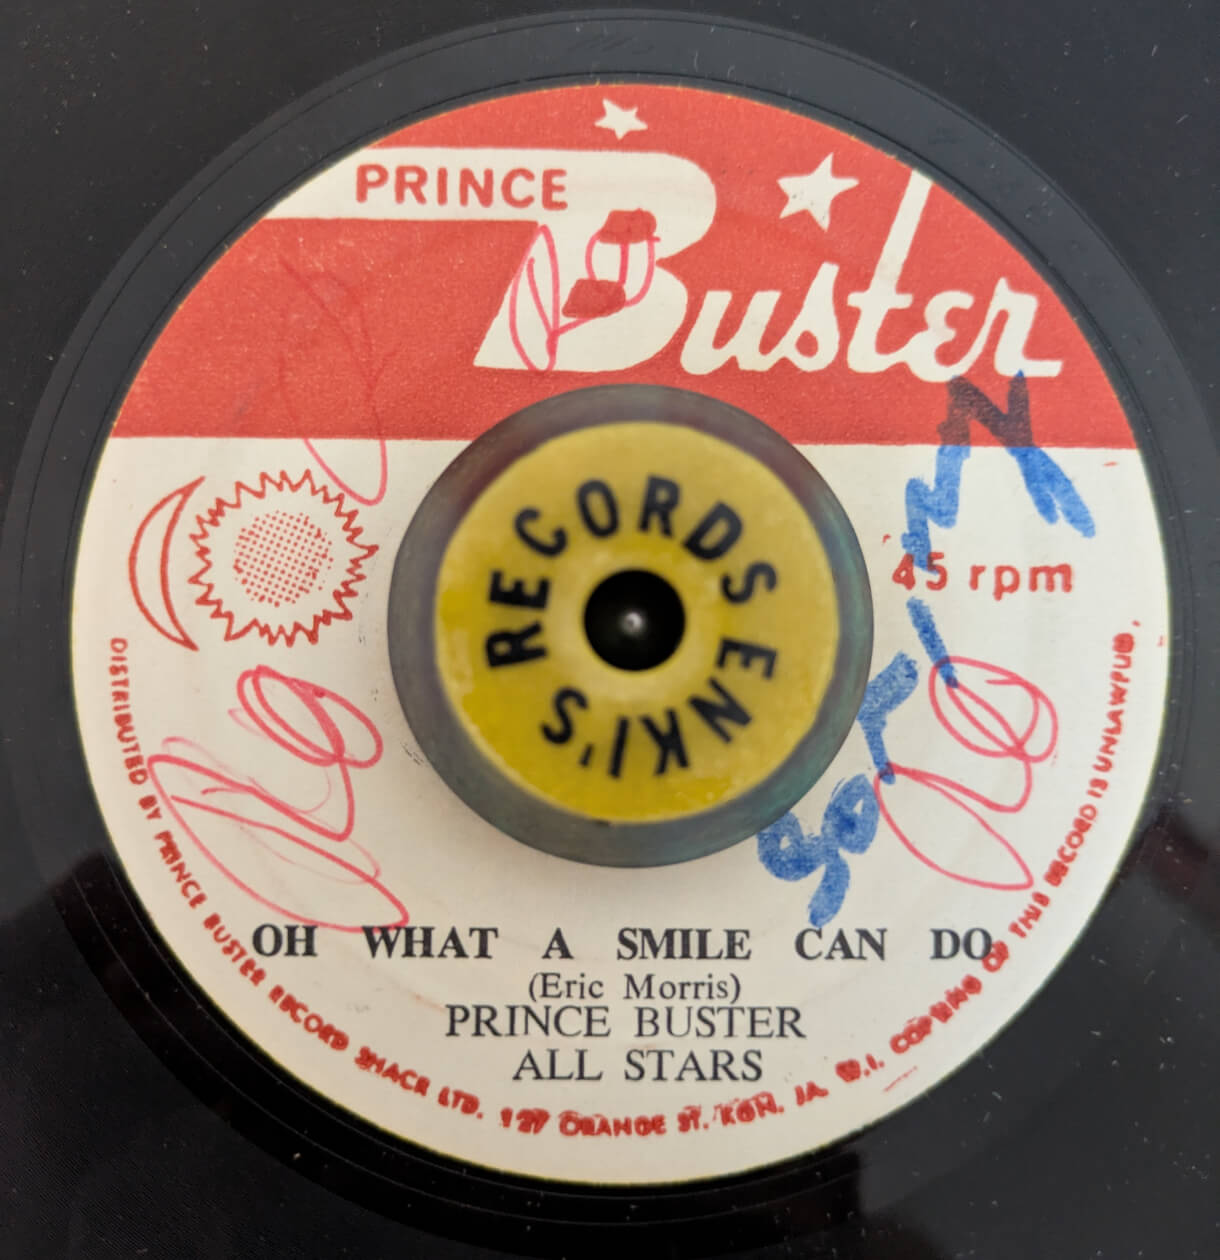 PRINCE
Buster
RECORDS
ENKI'S
45 rpm
OH WHAT A SMILE CAN DO
(Eric Morris)
PRINCE BUSTER
ALL STARS
DISTRIBUTED BY PRINCE BUSTER RECORD SHACK LTD. 127 ORANGE ST. KGN. JA. W.I. COPYING OF THIS RECORD IS UNLAWFUL.